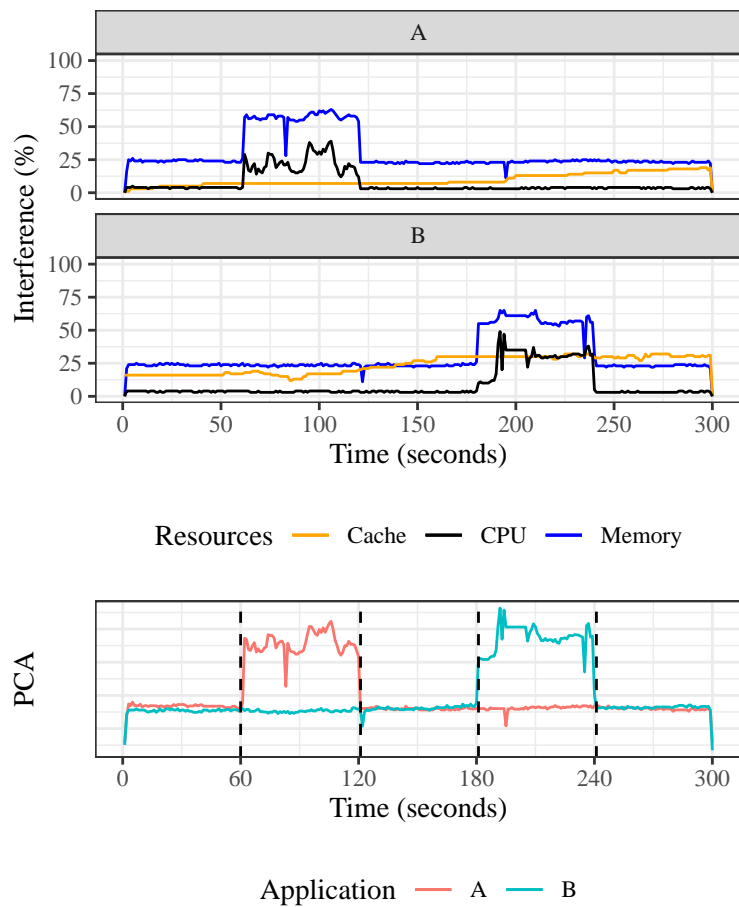 A
100
75
50
25
0
B
100
75
50
25
0
Interference (%)
0 50 100 150 200 250 300
Time (seconds)
Resources Cache CPU Memory
PCA
0 60 120 180 240 300
Time (seconds)
Application A B